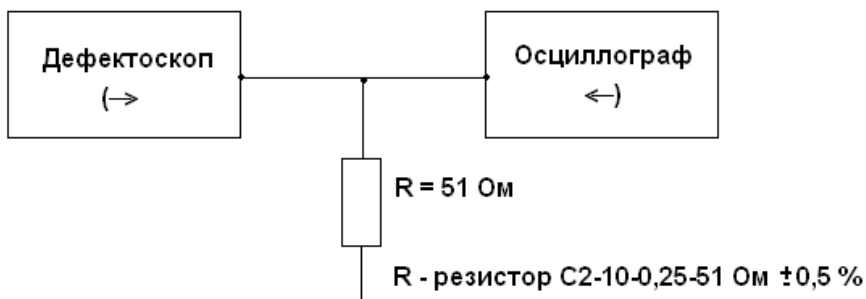 Дефектоскоп
(→
Осциллограф
←)
R = 51 Ом
R - резистор С2-10-0,25-51 Ом ±0,5 %